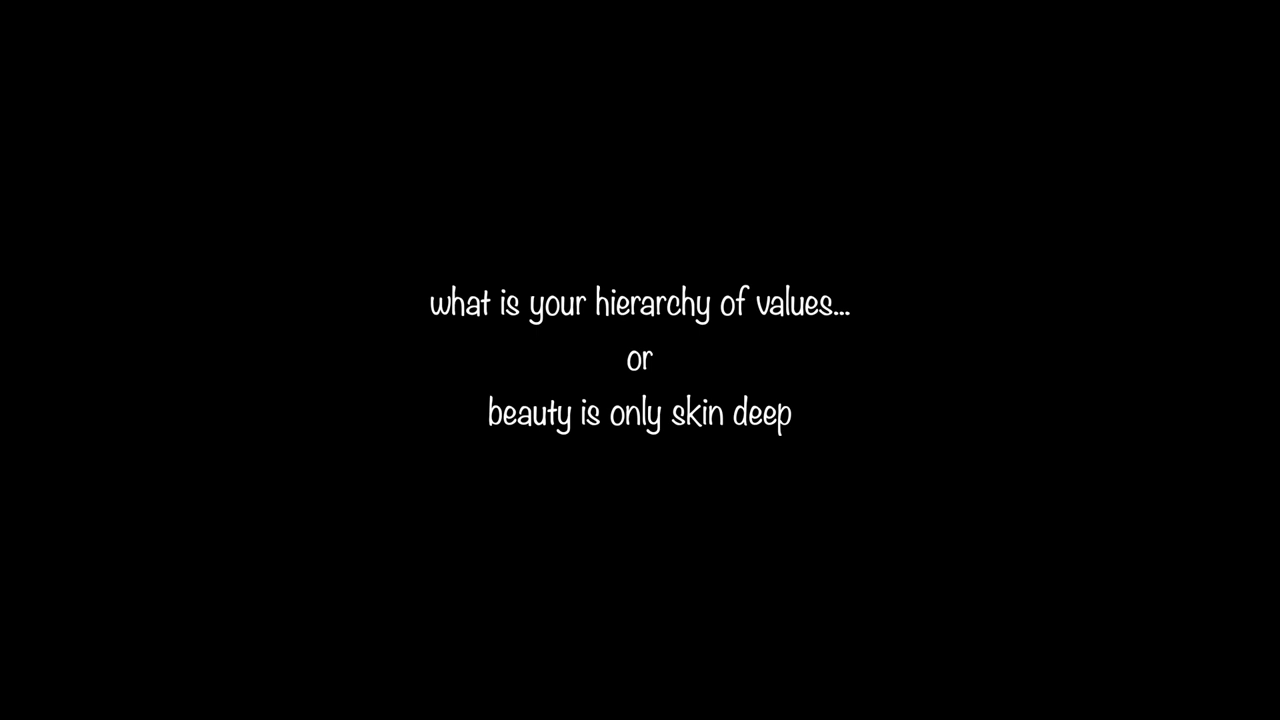 what is your hierarchy of values...
or
beauty is only skin deep